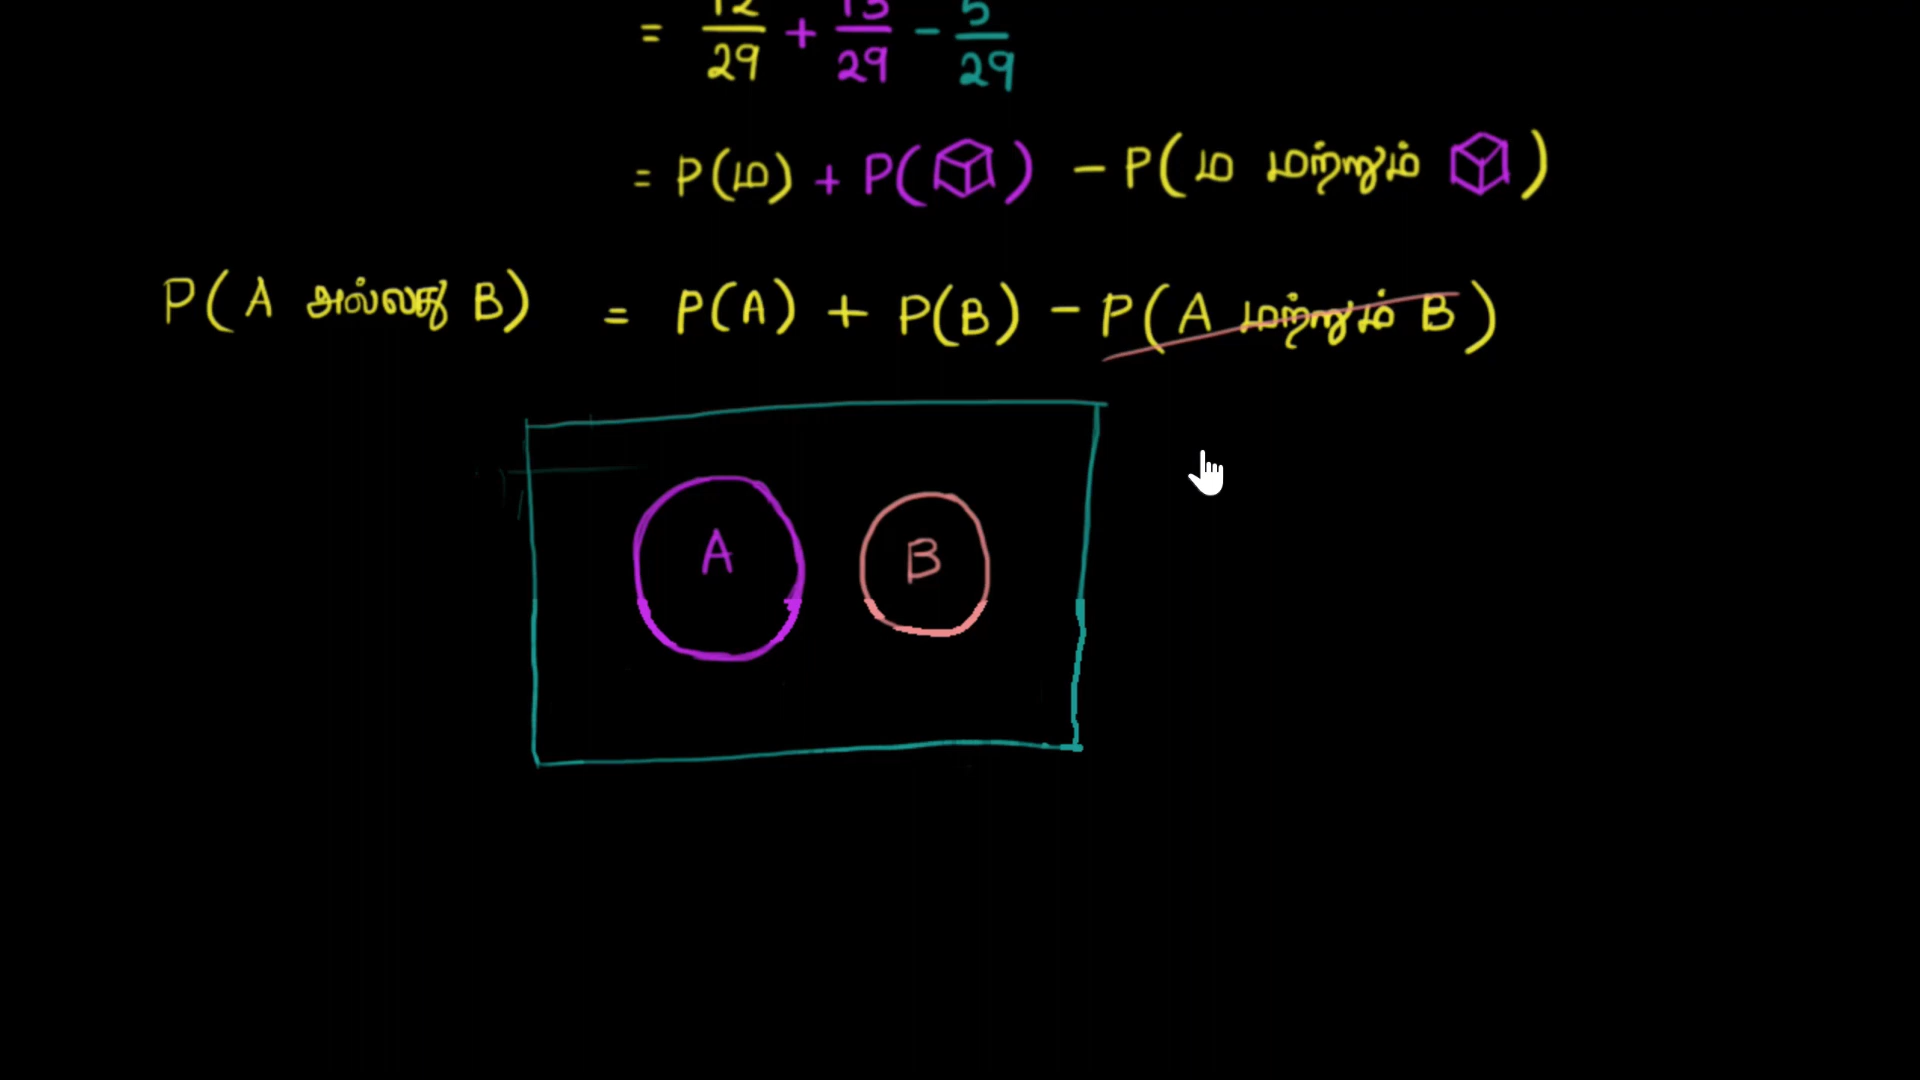 = 12/29 + 13/29 - 5/29
= P(ம) + P( ) - P(ம மற்றும் )
P(A அல்லது B) = P(A) + P(B) - P(A மற்றும் B)
A B